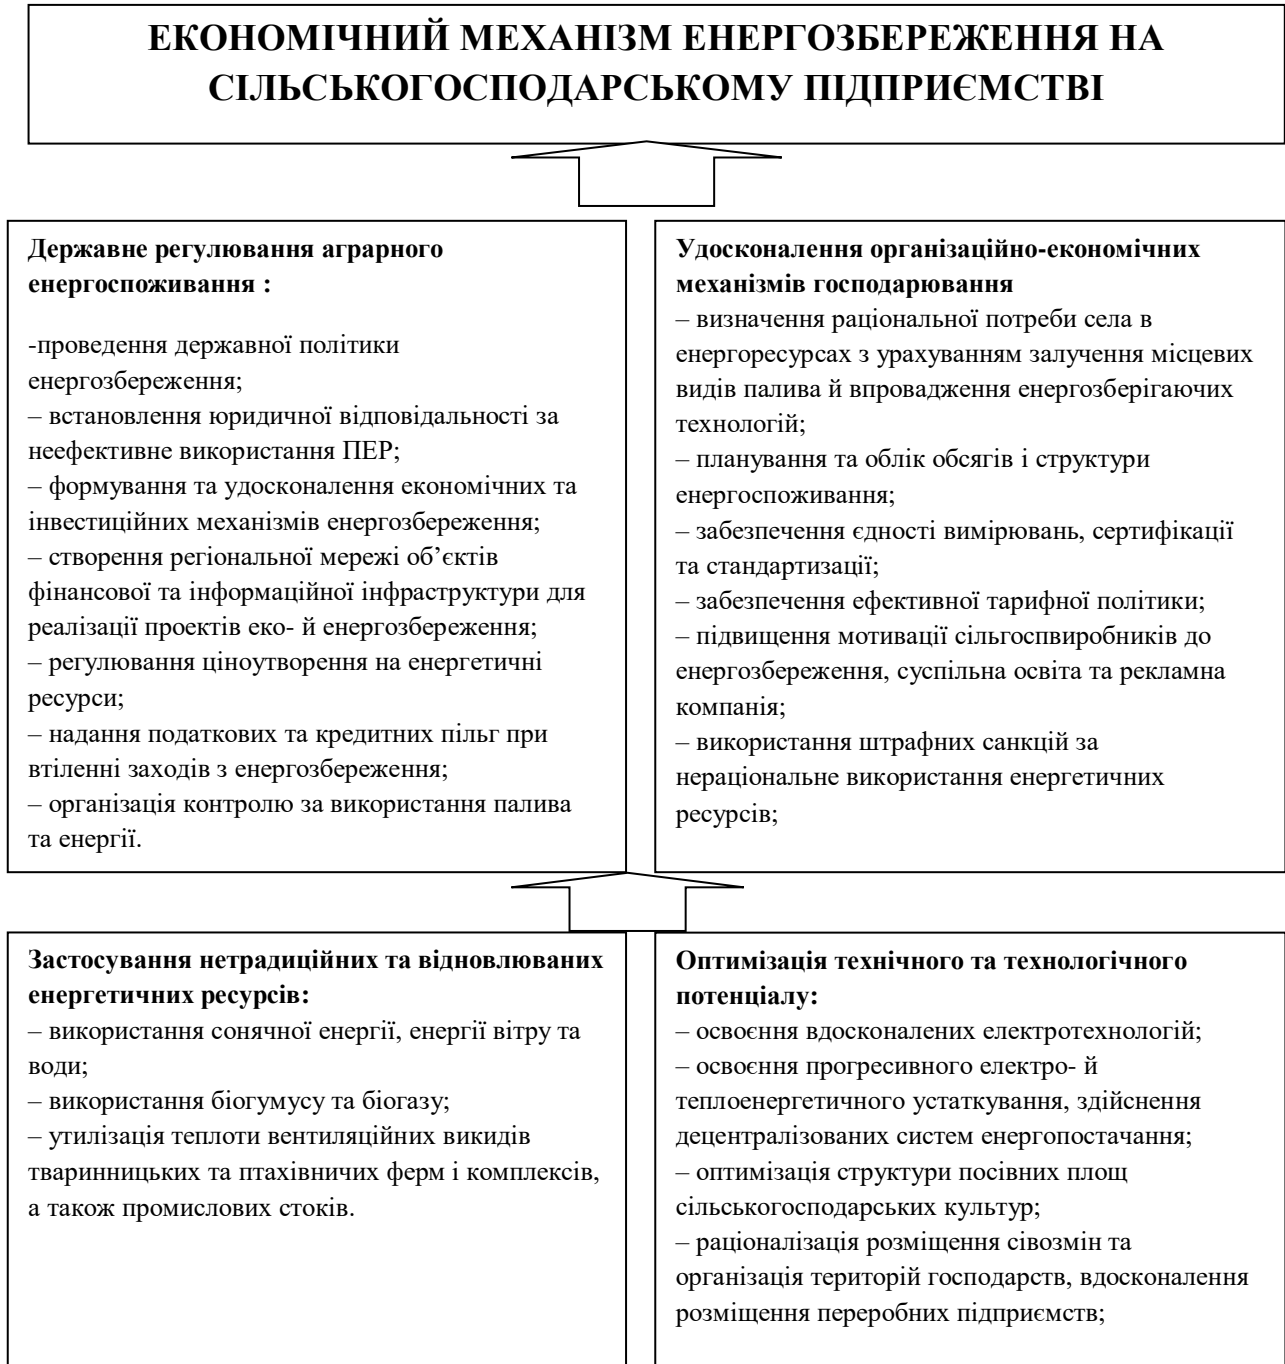 ЕКОНОМІЧНИЙ МЕХАНІЗМ ЕНЕРГОЗБЕРЕЖЕННЯ НА
СІЛЬСЬКОГОСПОДАРСЬКОМУ ПІДПРИЄМСТВІ
Державне регулювання аграрного
енергоспоживання :
-проведення державної політики
енергозбереження;
– встановлення юридичної відповідальності за
неефективне використання ПЕР;
– формування та удосконалення економічних та
інвестиційних механізмів енергозбереження;
– створення регіональної мережі об’єктів
фінансової та інформаційної інфраструктури для
реалізації проектів еко- й енергозбереження;
– регулювання ціноутворення на енергетичні
ресурси;
– надання податкових та кредитних пільг при
втіленні заходів з енергозбереження;
– організація контролю за використання палива
та енергії.
Удосконалення організаційно-економічних
механізмів господарювання
– визначення раціональної потреби села в
енергоресурсах з урахуванням залучення місцевих
видів палива й впровадження енергозберігаючих
технологій;
– планування та облік обсягів і структури
енергоспоживання;
– забезпечення єдності вимірювань, сертифікації
та стандартизації;
– забезпечення ефективної тарифної політики;
– підвищення мотивації сільгоспвиробників до
енергозбереження, суспільна освіта та рекламна
компанія;
– використання штрафних санкцій за
нераціональне використання енергетичних
ресурсів;
Застосування нетрадиційних та відновлюваних
енергетичних ресурсів:
– використання сонячної енергії, енергії вітру та
води;
– використання біогумусу та біогазу;
– утилізація теплоти вентиляційних викидів
тваринницьких та птахівничих ферм і комплексів,
а також промислових стоків.
Оптимізація технічного та технологічного
потенціалу:
– освоєння вдосконалених електротехнологій;
– освоєння прогресивного електро- й
теплоенергетичного устаткування, здійснення
децентралізованих систем енергопостачання;
– оптимізація структури посівних площ
сільськогосподарських культур;
– раціоналізація розміщення сівозмін та
організація територій господарств, вдосконалення
розміщення переробних підприємств;